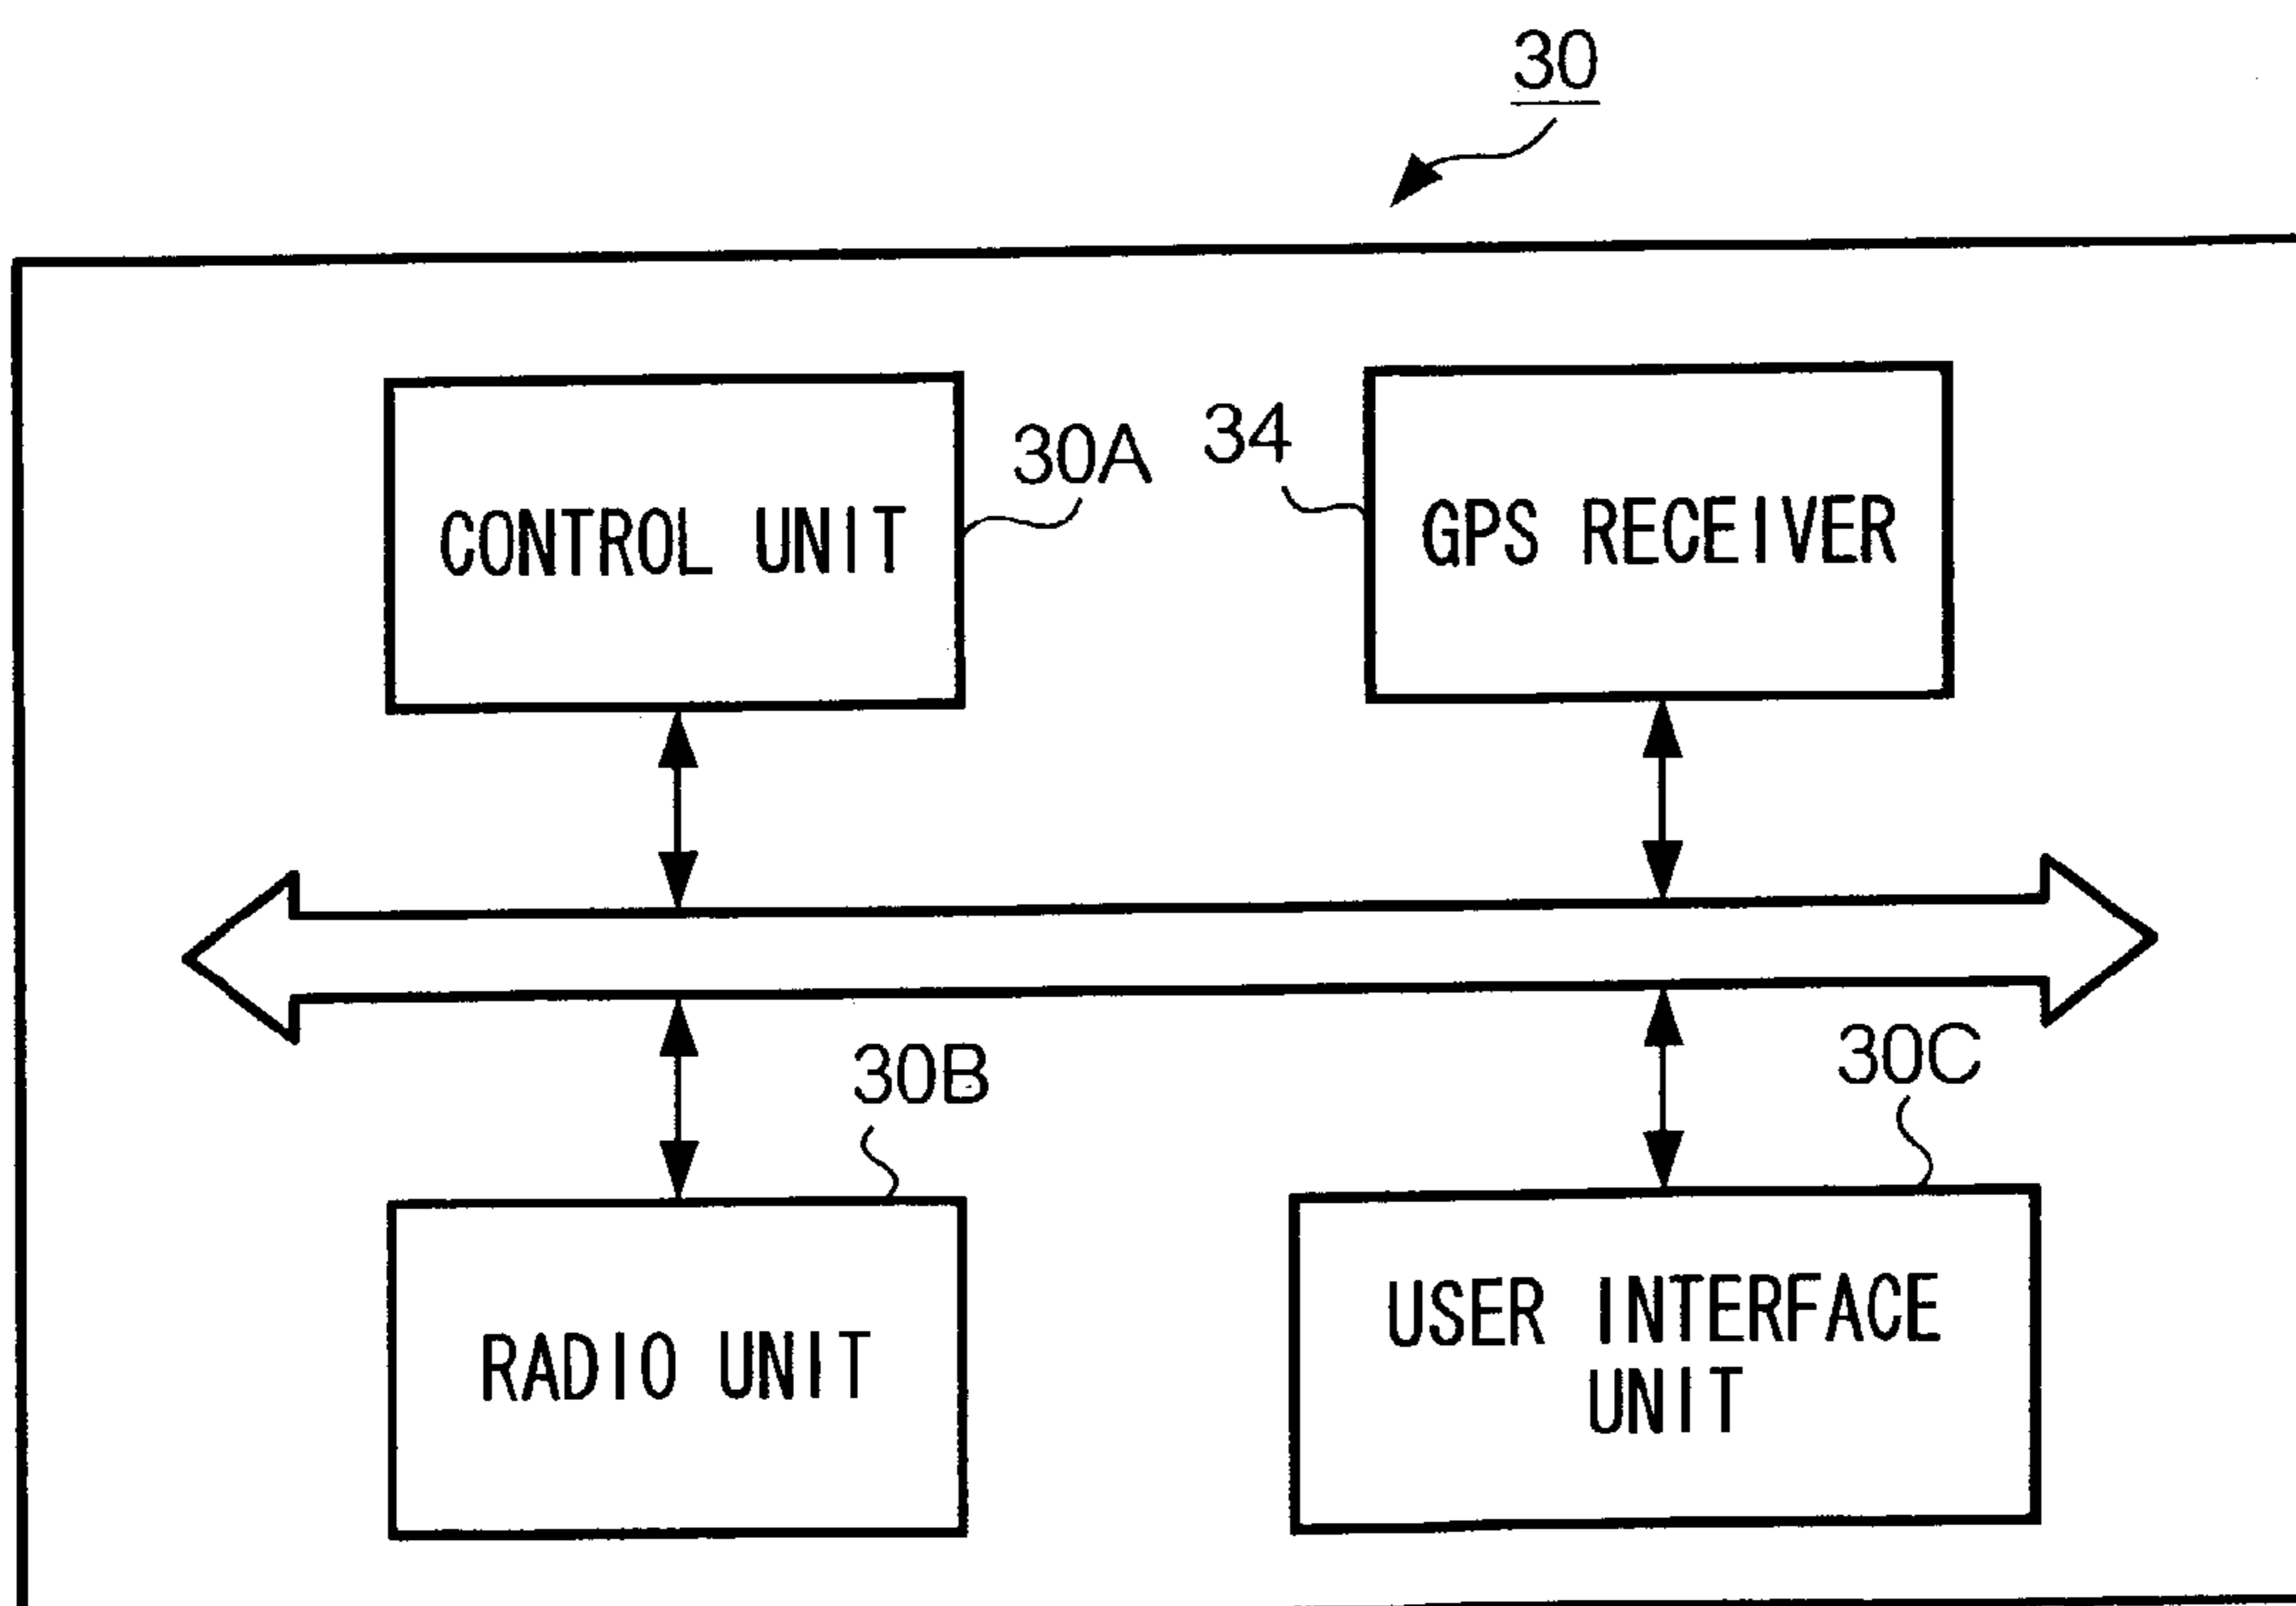 30
30A
34
CONTROL UNIT
GPS RECEIVER
30B
30C
RADIO UNIT
USER INTERFACE
UNIT